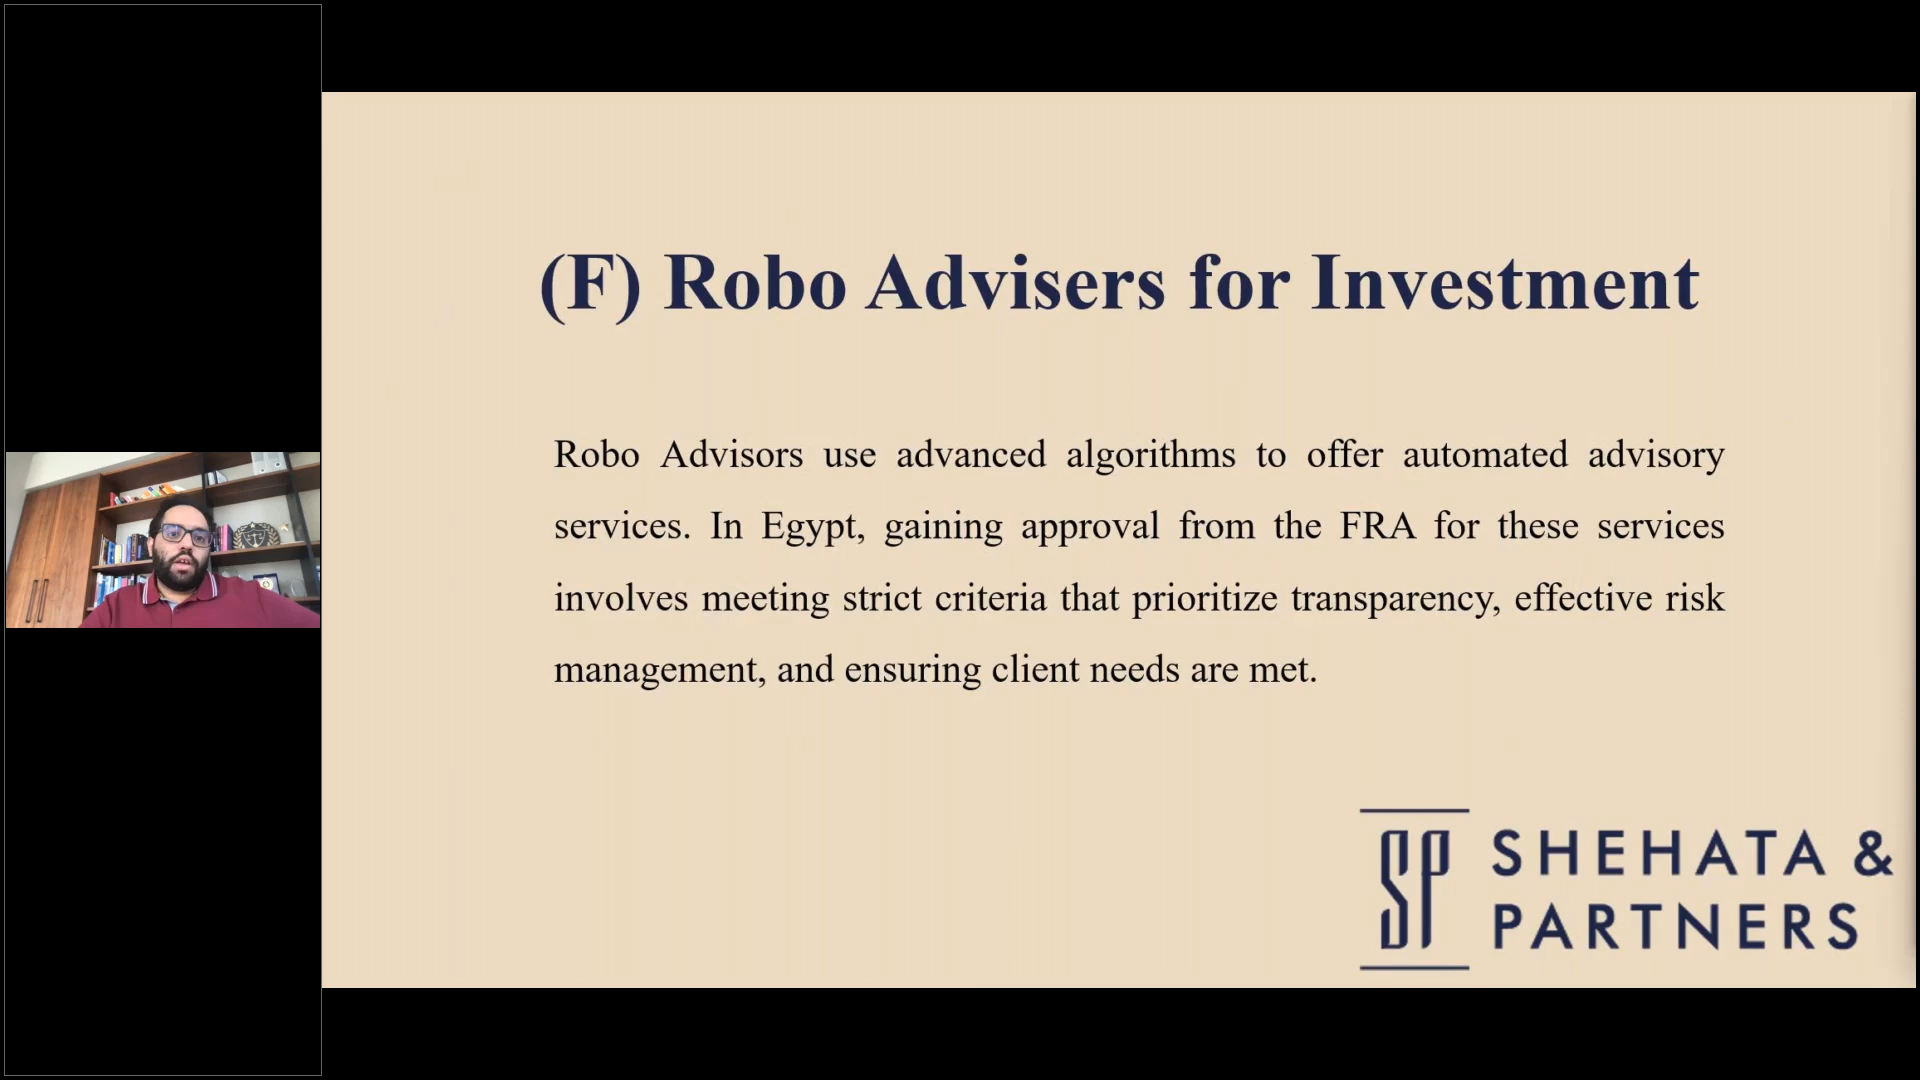 (F) Robo Advisers for Investment
Robo Advisors use advanced algorithms to offer automated advisory
services. In Egypt, gaining approval from the FRA for these services
involves meeting strict criteria that prioritize transparency, effective risk
management, and ensuring client needs are met.
SP
SHEHATA &
PARTNERS